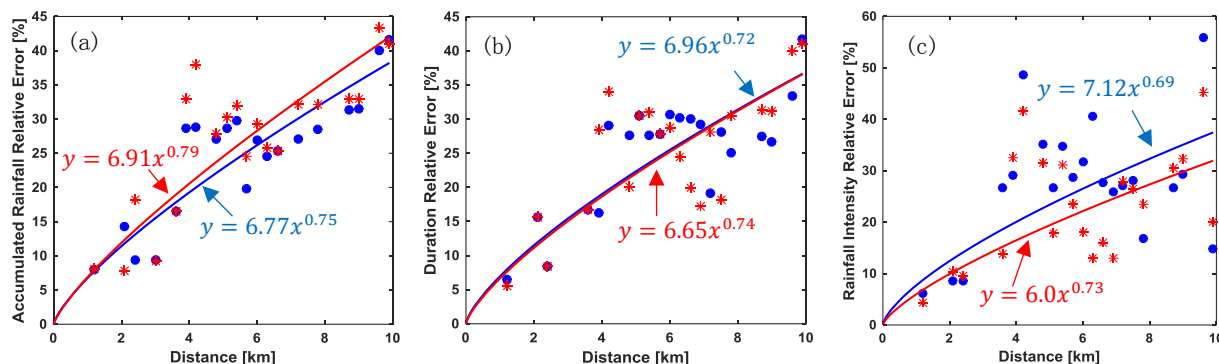 Accumulated Rainfall Relative Error [%]
45
40
35
30
25
20
15
10
5
0
(a)
y = 6.91x^0.79
y = 6.77x^0.75
0 2 4 6 8 10
Distance [km]
Duration Relative Error [%]
45
40
35
30
25
20
15
10
5
0
(b)
y = 6.96x^0.72
y = 6.65x^0.74
0 2 4 6 8 10
Distance [km]
Rainfall Intensity Relative Error [%]
60
50
40
30
20
10
0
(c)
y = 7.12x^0.69
y = 6.0x^0.73
0 2 4 6 8 10
Distance [km]